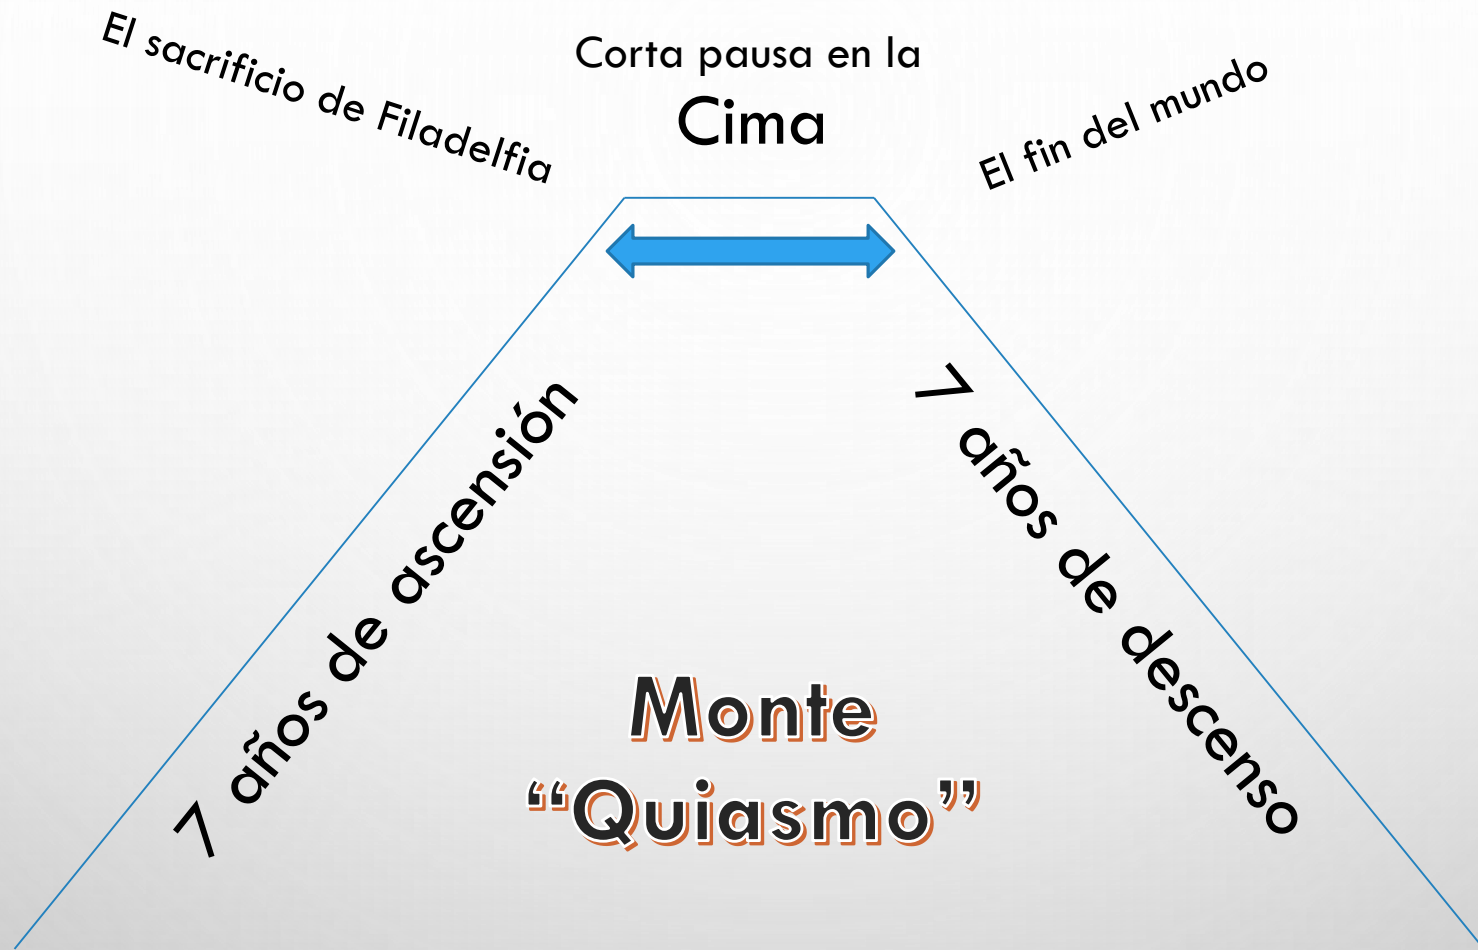 El sacrificio de Filadelfia
Corta pausa en la
Cima
El fin del mundo
7 años de ascensión
7 años de descenso
Monte
“Quiasmo”